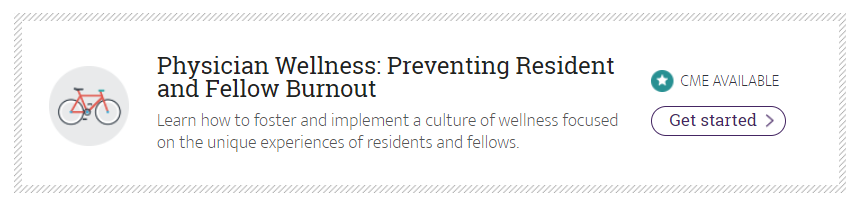 Physician Wellness: Preventing Resident
and Fellow Burnout
Learn how to foster and implement a culture of wellness focused
on the unique experiences of residents and fellows.
CME AVAILABLE
Get started